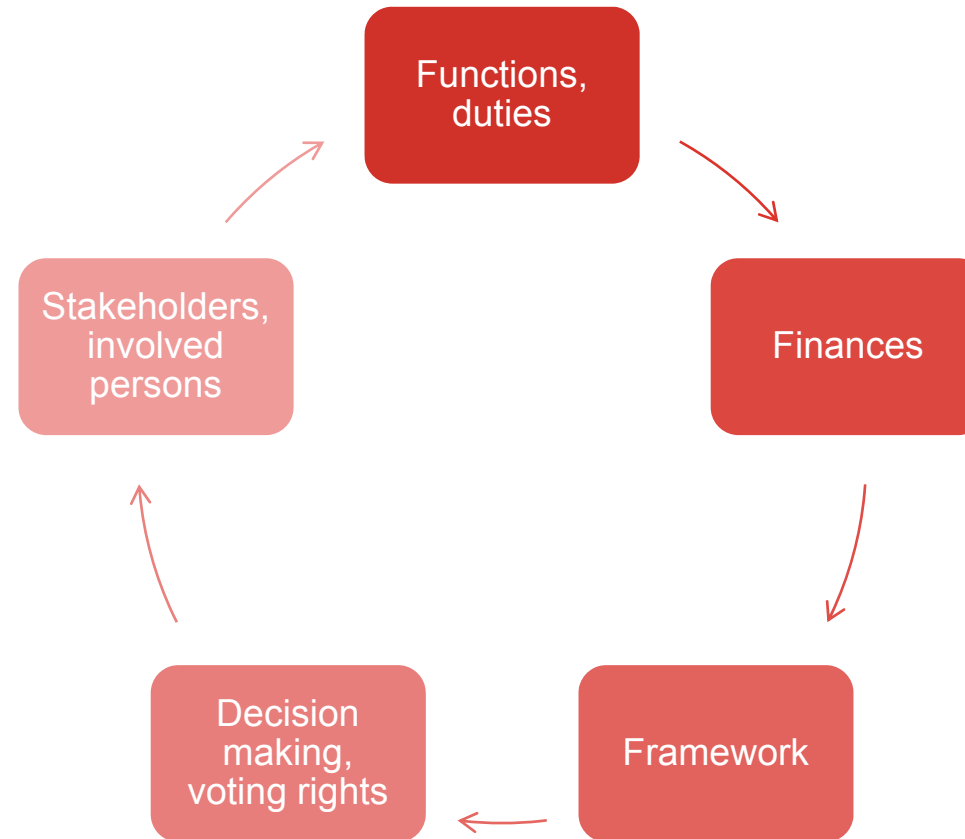 Functions,
duties
Finances
Framework
Decision
making,
voting rights
Stakeholders,
involved
persons